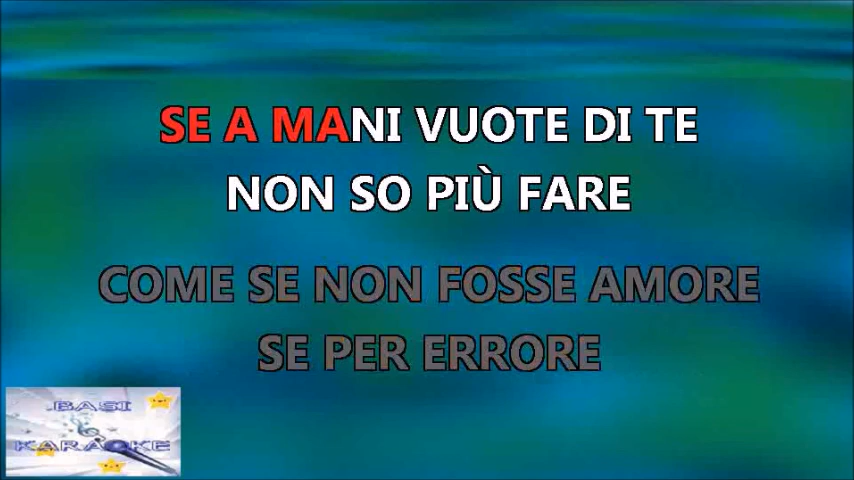 SE A MANI VUOTE DI TE
NON SO PIÙ FARE
COME SE NON FOSSE AMORE
SE PER ERRORE
BASI
KARAOKE